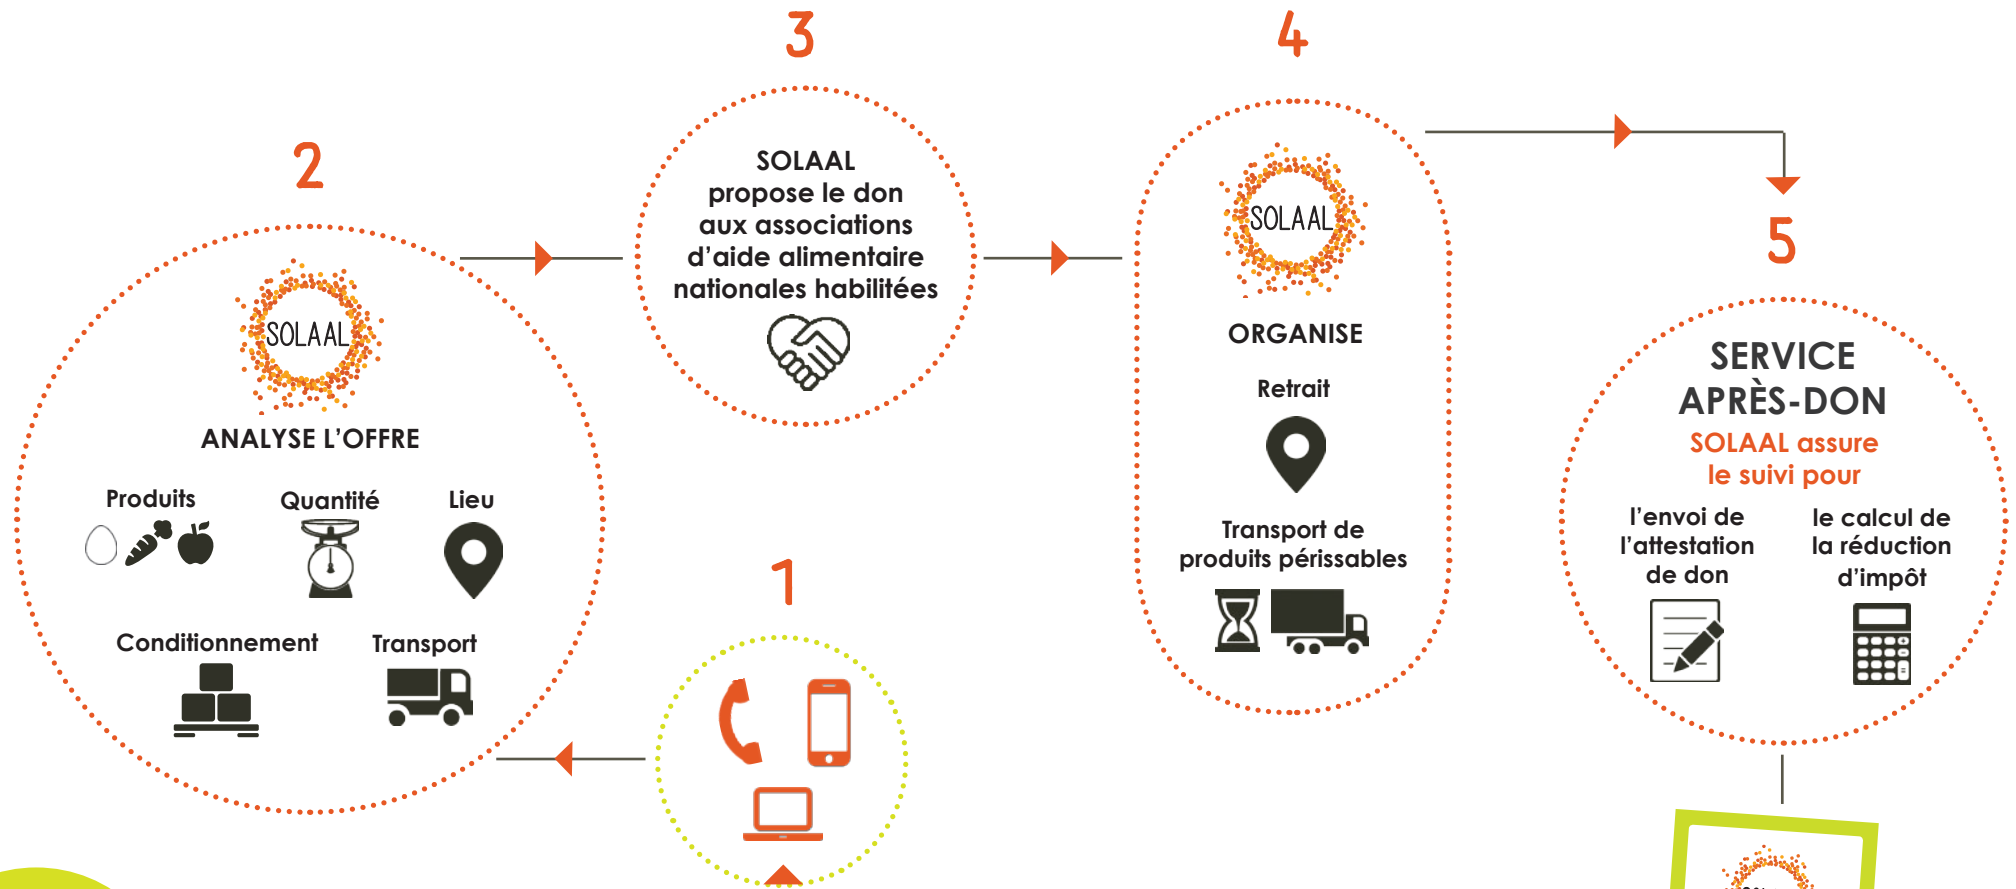 1
2
SOLAAL
ANALYSE L’OFFRE
Produits
Quantité
Lieu
Conditionnement
Transport
3
SOLAAL
propose le don
aux associations
d’aide alimentaire
nationales habilitées
4
SOLAAL
ORGANISE
Retrait
Transport de
produits périssables
5
SERVICE
APRÈS-DON
SOLAAL assure
le suivi pour
l’envoi de
l’attestation
de don
le calcul de
la réduction
d’impôt